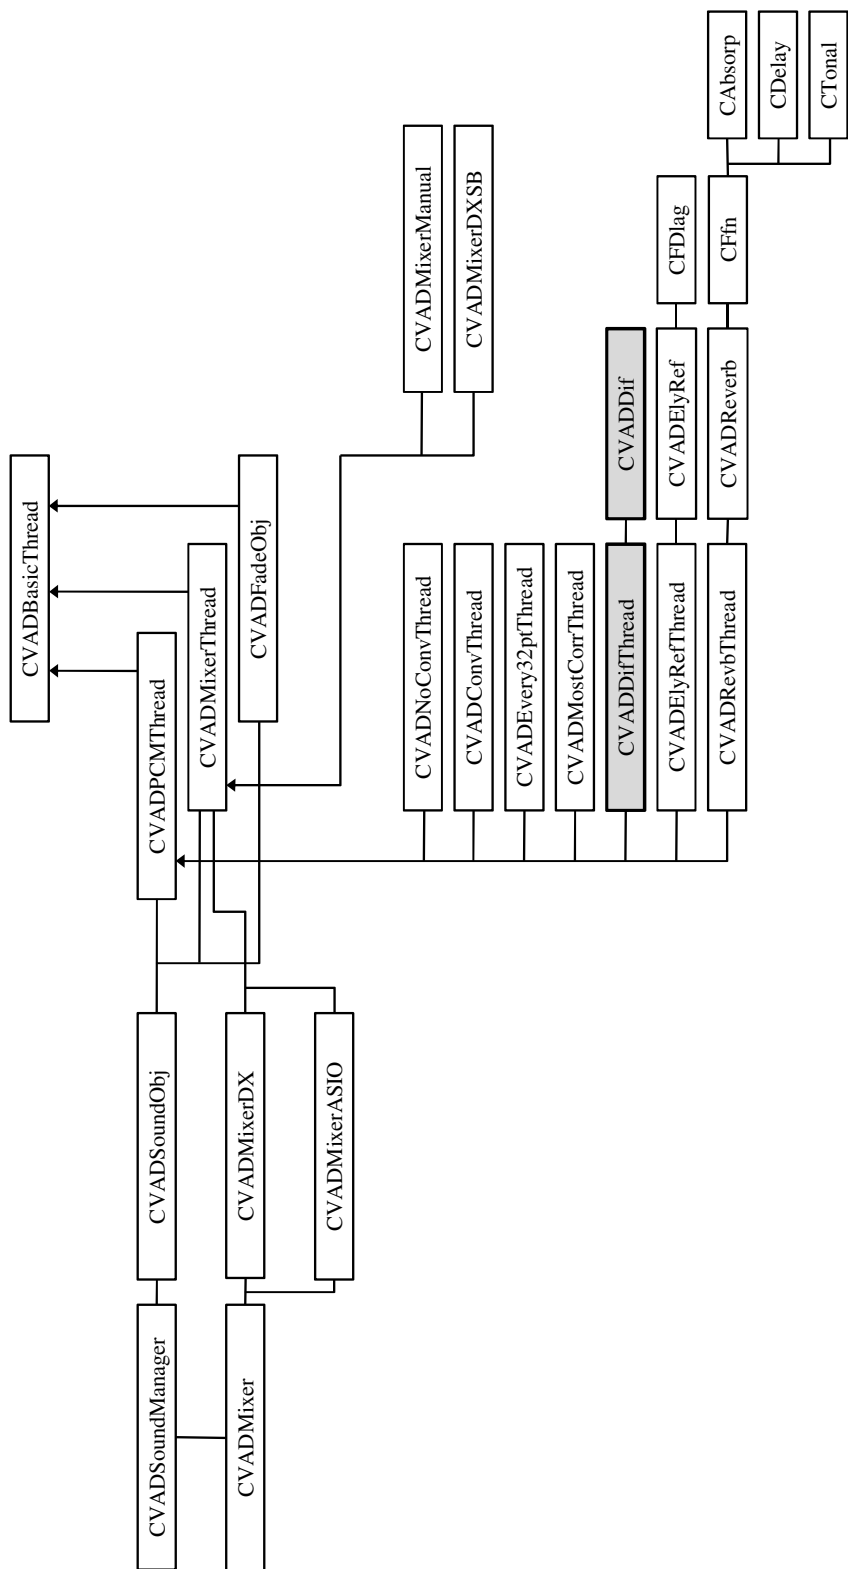 CVADSoundManager
CVADSoundObj
CVADPCMThread
CVADBasicThread
CVADMixer
CVADMixerDX
CVADMixerThread
CVADFadeObj
CVADMixerASIO
CVADNoConvThread
CVADMixerManual
CVADConvThread
CVADMixerDXSB
CVADEvery32ptThread
CVADMostCorrThread
CVADDifThread
CVADDif
CVADElyRefThread
CVADElyRef
CFDlag
CVADRevbThread
CVADReverb
CFfn
CAbsorp
CDelay
CTonal